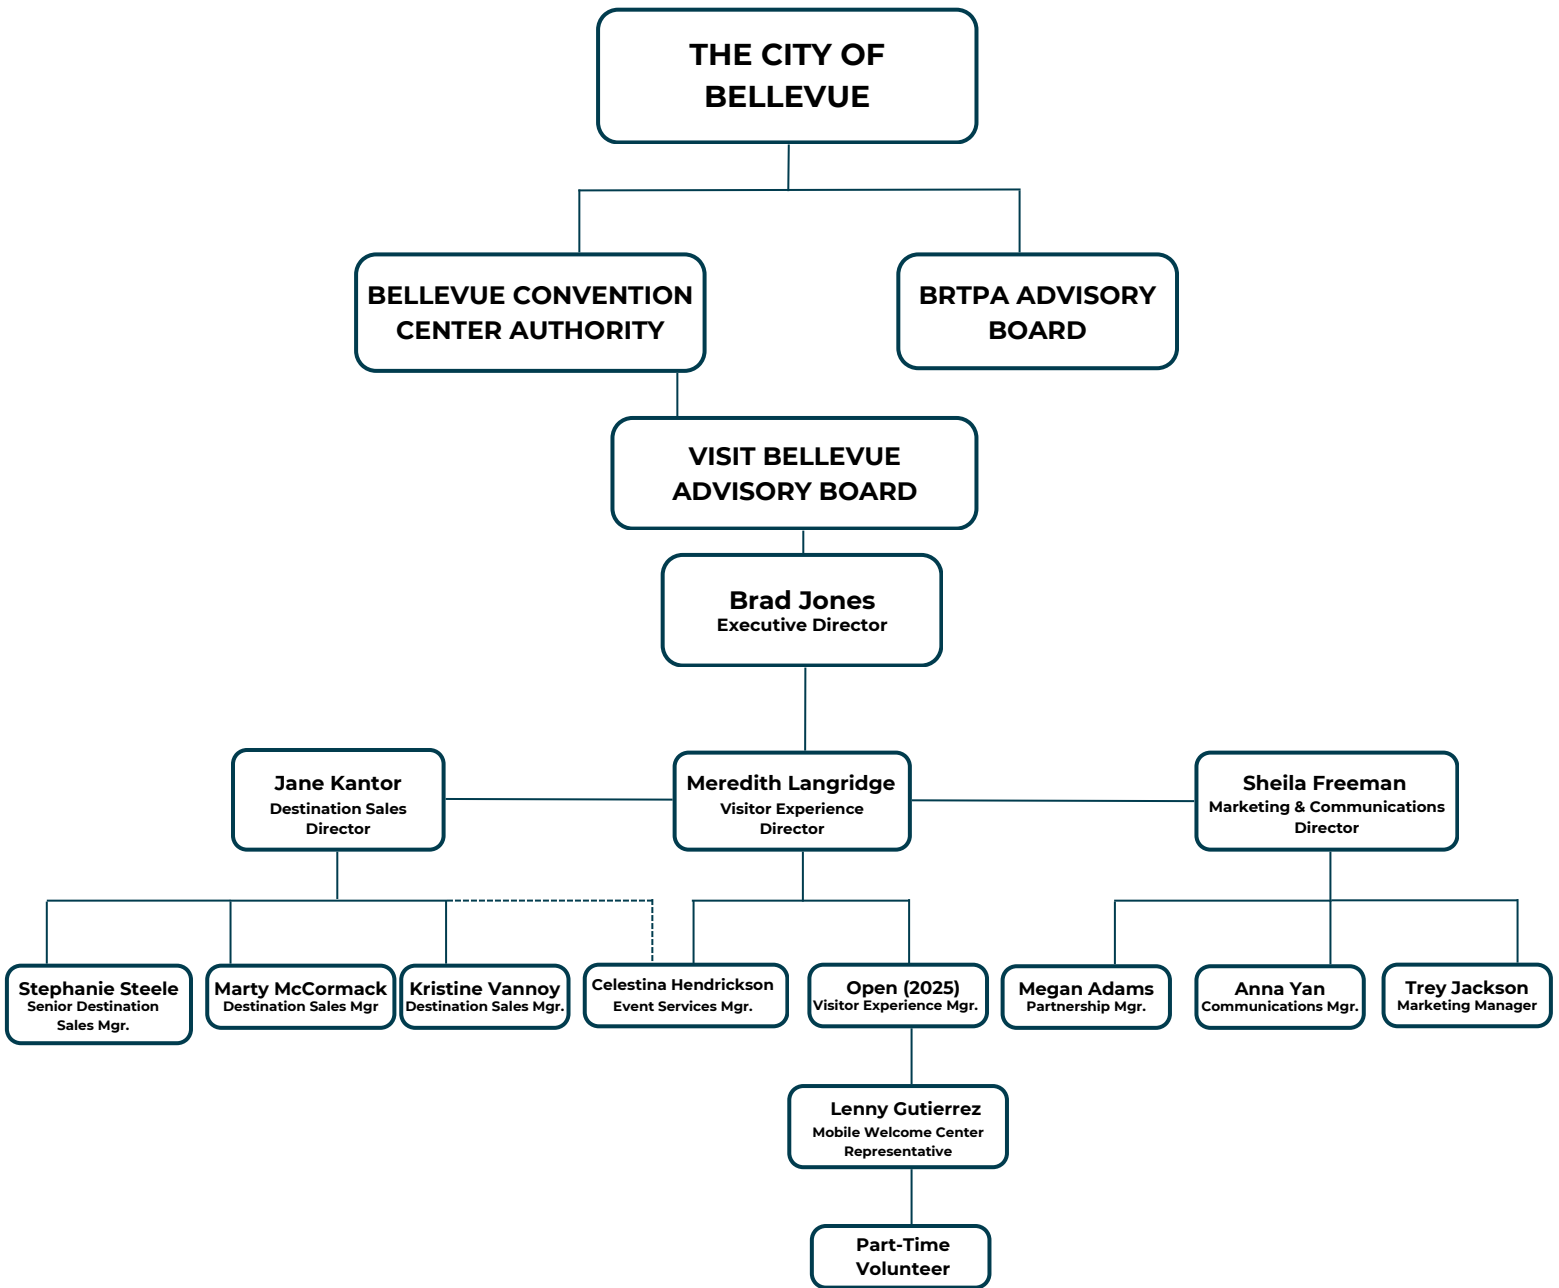 THE CITY OF
BELLEVUE
BELLEVUE CONVENTION
CENTER AUTHORITY
BRTPA ADVISORY
BOARD
VISIT BELLEVUE
ADVISORY BOARD
Brad Jones
Executive Director
Jane Kantor
Destination Sales
Director
Meredith Langridge
Visitor Experience
Director
Sheila Freeman
Marketing & Communications
Director
Stephanie Steele
Senior Destination
Sales Mgr.
Marty McCormack
Destination Sales Mgr
Kristine Vannoy
Destination Sales Mgr.
Celestina Hendrickson
Event Services Mgr.
Open (2025)
Visitor Experience Mgr.
Megan Adams
Partnership Mgr.
Anna Yan
Communications Mgr.
Trey Jackson
Marketing Manager
Lenny Gutierrez
Mobile Welcome Center
Representative
Part-Time
Volunteer